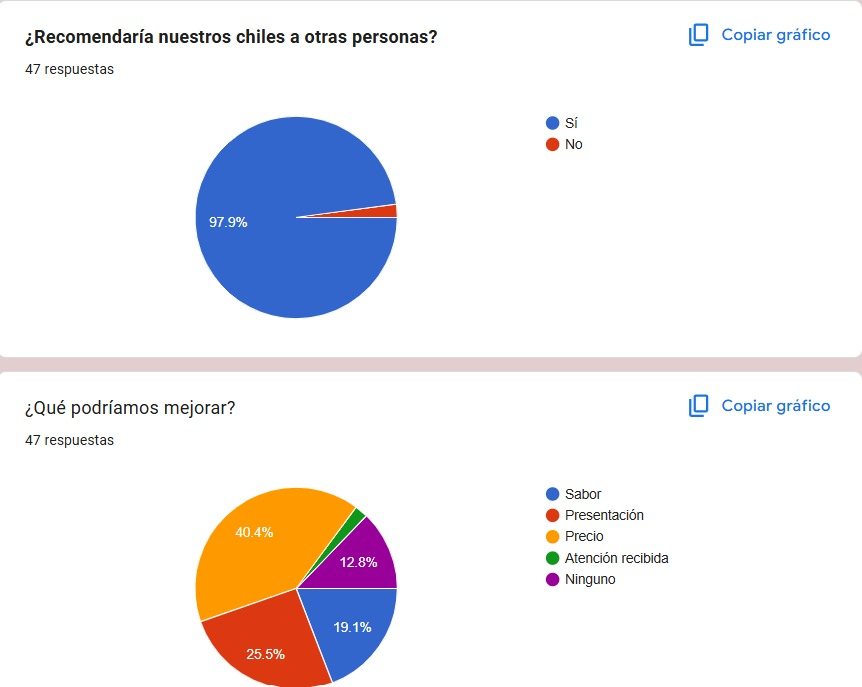 ¿Recomendaría nuestros chiles a otras personas?
Copiar gráfico
47 respuestas
Sí
No
97.9%
¿Qué podríamos mejorar?
Copiar gráfico
47 respuestas
Sabor
Presentación
Precio
Atención recibida
Ninguno
40.4%
12.8%
19.1%
25.5%